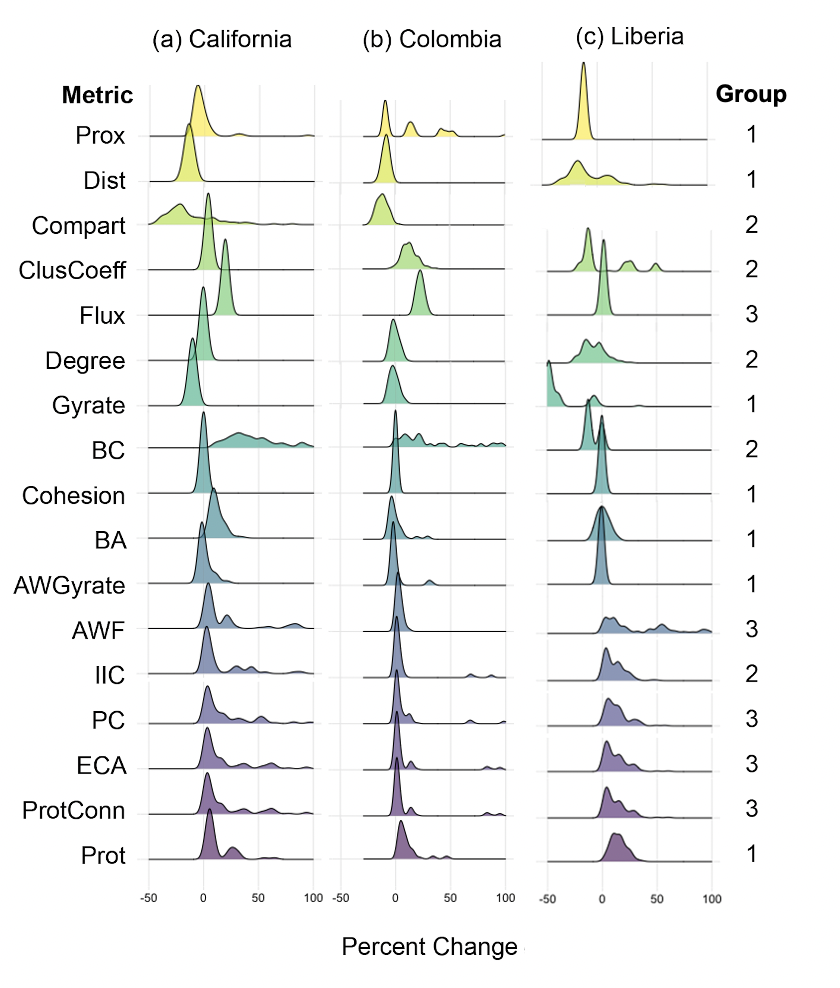 (a) California (b) Colombia (c) Liberia
Metric Group
Prox 1
Dist 1
Compart 2
ClusCoeff 2
Flux 3
Degree 2
Gyrate 1
BC 2
Cohesion 1
BA 1
AWGyrate 1
AWF 3
IIC 2
PC 3
ECA 3
ProtConn 3
Prot 1
-50 0 50 100 -50 0 50 100 -50 0 50 100
Percent Change